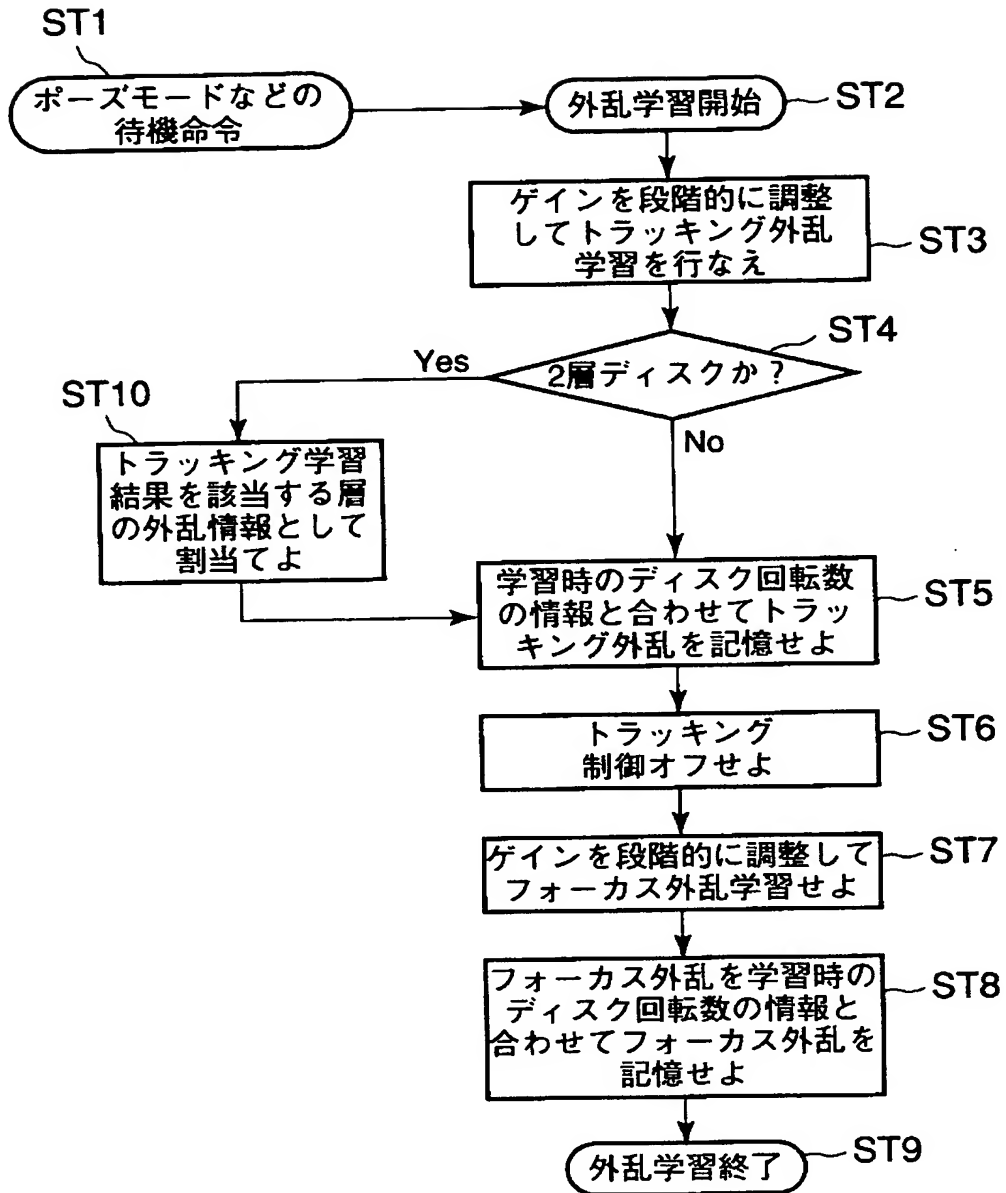 ST1
ポーズモードなどの
待機命令
外乱学習開始
ST2
ゲインを段階的に調整
してトラッキング外乱
学習を行なえ
ST3
ST4
2層ディスクか?
Yes
No
ST10
トラッキング学習
結果を該当する層
の外乱情報として
割当てよ
学習時のディスク回転数
の情報と合わせてトラッ
キング外乱を記憶せよ
ST5
トラッキング
制御オフせよ
ST6
ゲインを段階的に調整して
フォーカス外乱学習せよ
ST7
フォーカス外乱を学習時の
ディスク回転数の情報と
合わせてフォーカス外乱を
記憶せよ
ST8
外乱学習終了
ST9